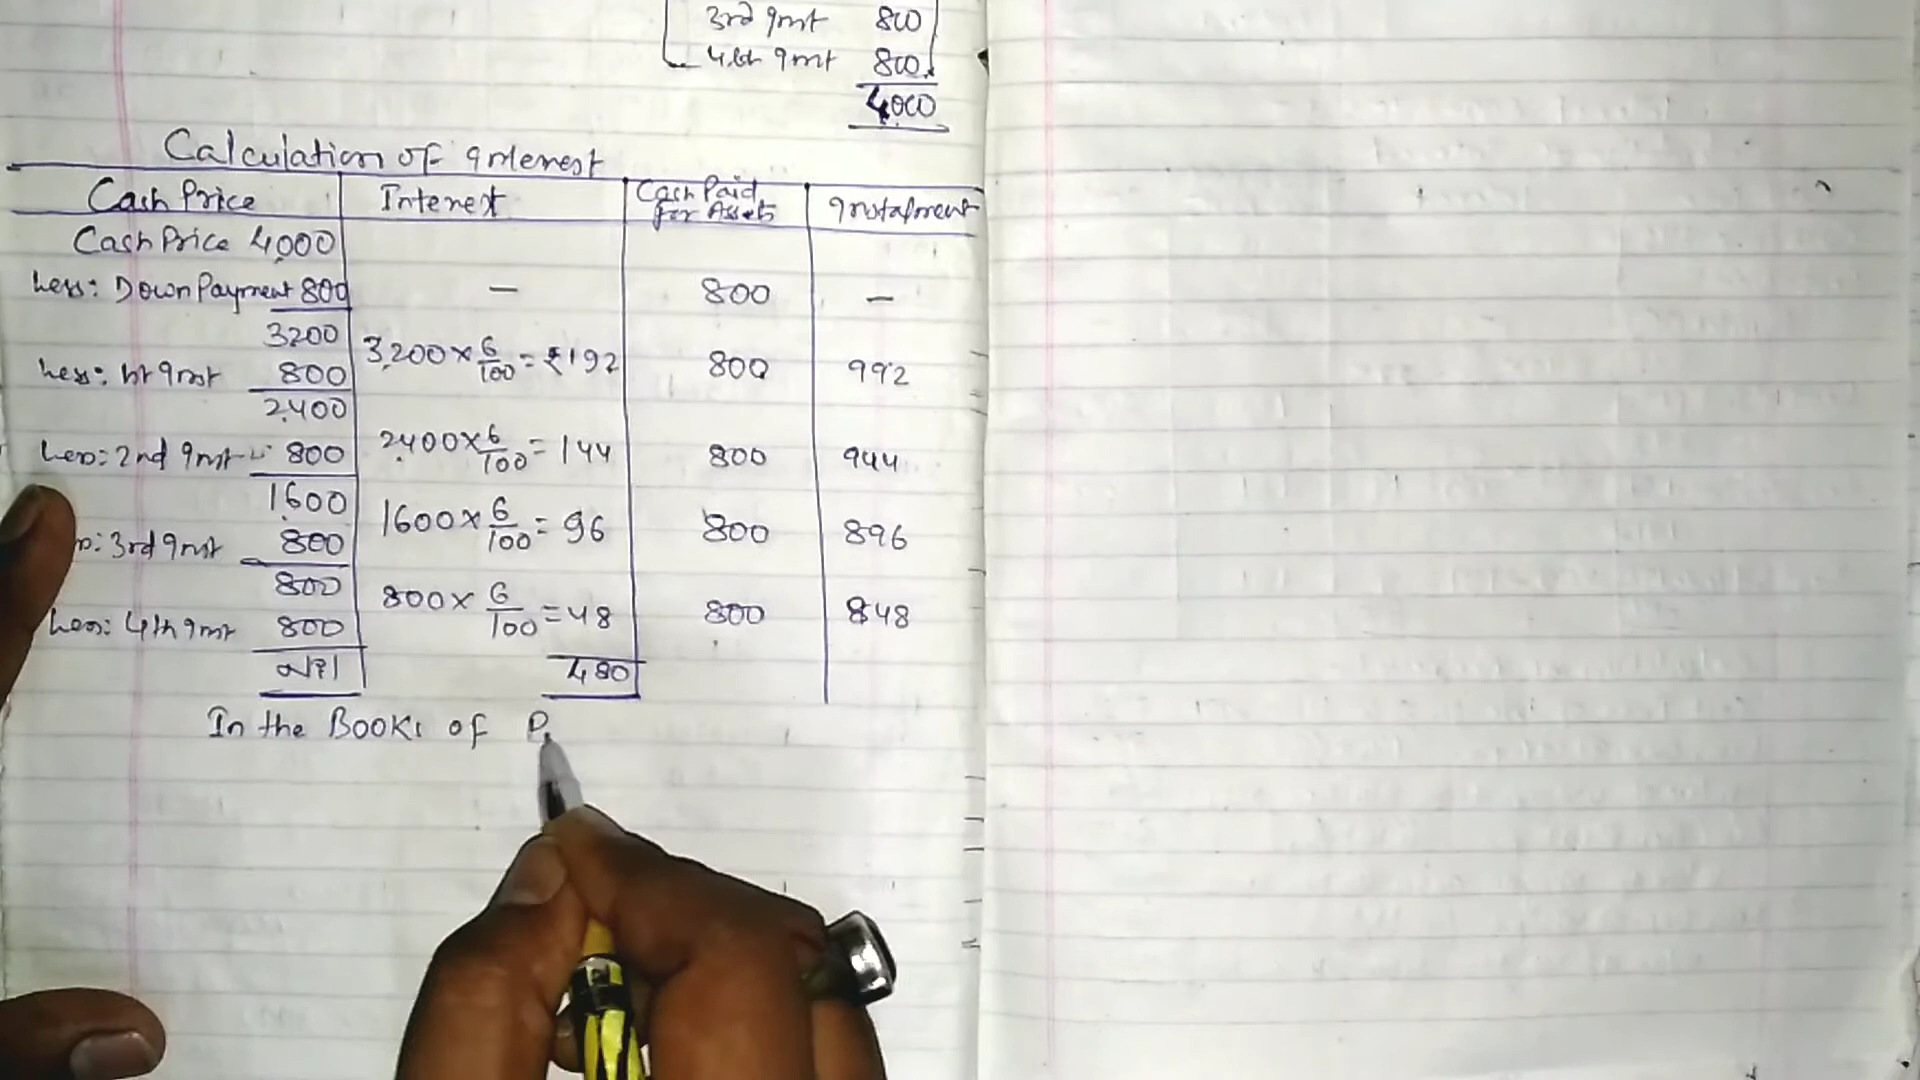 3rd Inst 800
4th Inst 800
4000
Calculation of Interest
Cash Price Interest Cash Paid for Assets Instalment
Cash Price 4,000
Less: Down Payment 800 — 800 —
3200
3,200 × 6/100 = ₹192
Less: 1st Inst 800 800 992
2400
Less: 2nd Inst 800 2400 × 6/100 = 144 800 944
1600
1600 × 6/100 = 96
3rd Inst 800 800 896
800
800 × 6/100 = 48
Less: 4th Inst 800 800 848
Nil 480
In the Books of P